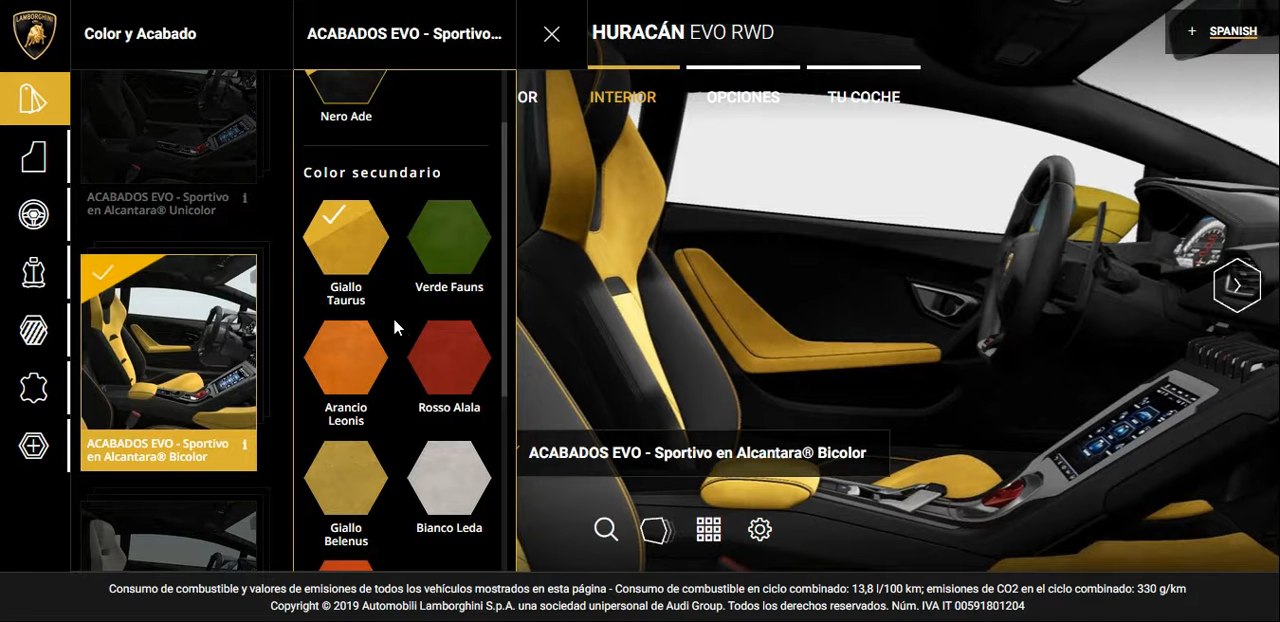 LAMBORGHINI
Color y Acabado
ACABADOS EVO - Sportivo...
HURACÁN EVO RWD
+ SPANISH
OR
INTERIOR
OPCIONES
TU COCHE
Nero Ade
ACABADOS EVO - Sportivo
en Alcantara® Unicolor
i
Color secundario
Giallo
Taurus
Verde Fauns
Arancio
Leonis
Rosso Alala
ACABADOS EVO - Sportivo
en Alcantara® Bicolor
i
Giallo
Belenus
Bianco Leda
ACABADOS EVO - Sportivo en Alcantara® Bicolor
Consumo de combustible y valores de emisiones de todos los vehículos mostrados en esta página - Consumo de combustible en ciclo combinado: 13,8 l/100 km; emisiones de CO2 en el ciclo combinado: 330 g/km
Copyright © 2019 Automobili Lamborghini S.p.A. una sociedad unipersonal de Audi Group. Todos los derechos reservados. Núm. IVA IT 00591801204